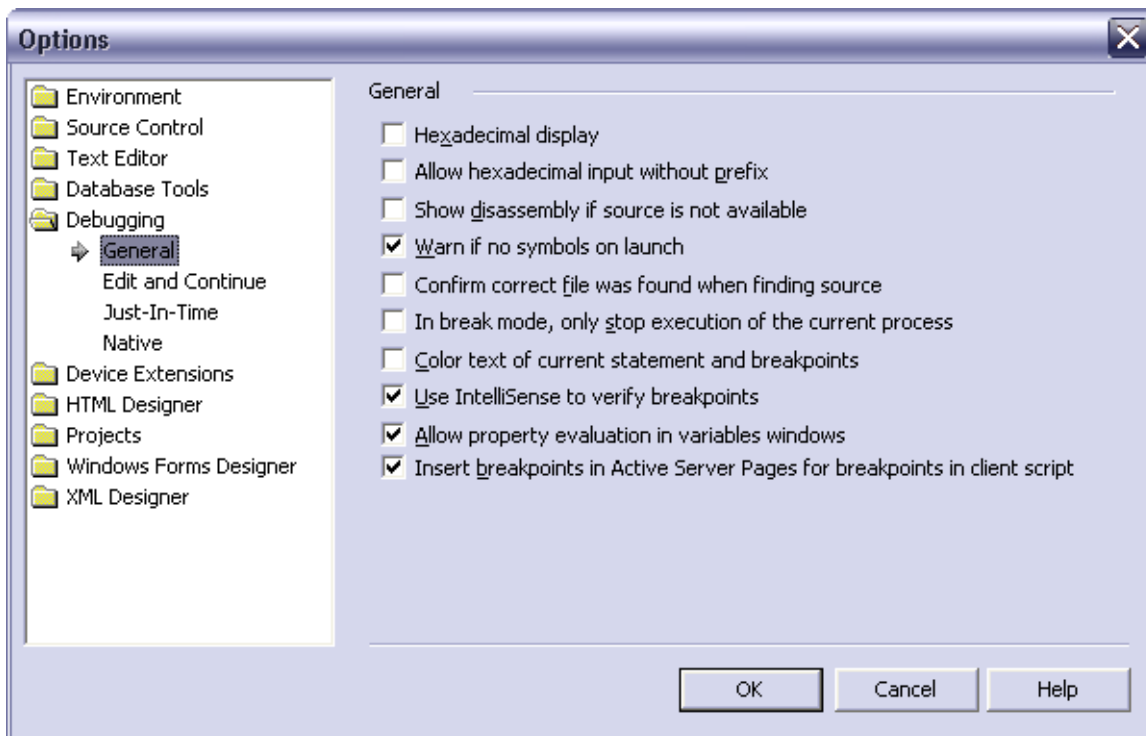 Options
Environment
Source Control
Text Editor
Database Tools
Debugging
General
Edit and Continue
Just-In-Time
Native
Device Extensions
HTML Designer
Projects
Windows Forms Designer
XML Designer
General
Hexadecimal display
Allow hexadecimal input without prefix
Show disassembly if source is not available
Warn if no symbols on launch
Confirm correct file was found when finding source
In break mode, only stop execution of the current process
Color text of current statement and breakpoints
Use IntelliSense to verify breakpoints
Allow property evaluation in variables windows
Insert breakpoints in Active Server Pages for breakpoints in client script
OK
Cancel
Help